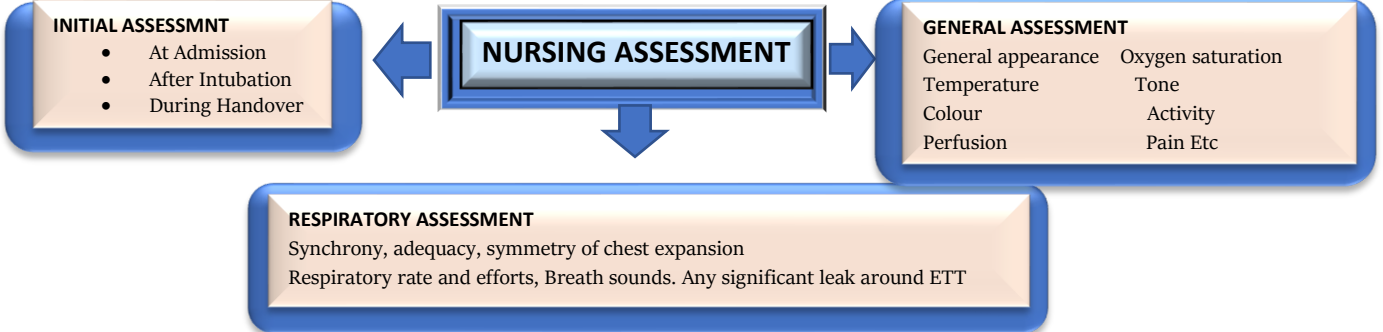 NURSING ASSESSMENT
INITIAL ASSESSMNT
• At Admission
• After Intubation
• During Handover
GENERAL ASSESSMENT
General appearance Oxygen saturation
Temperature Tone
Colour Activity
Perfusion Pain Etc
RESPIRATORY ASSESSMENT
Synchrony, adequacy, symmetry of chest expansion
Respiratory rate and efforts, Breath sounds. Any significant leak around ETT